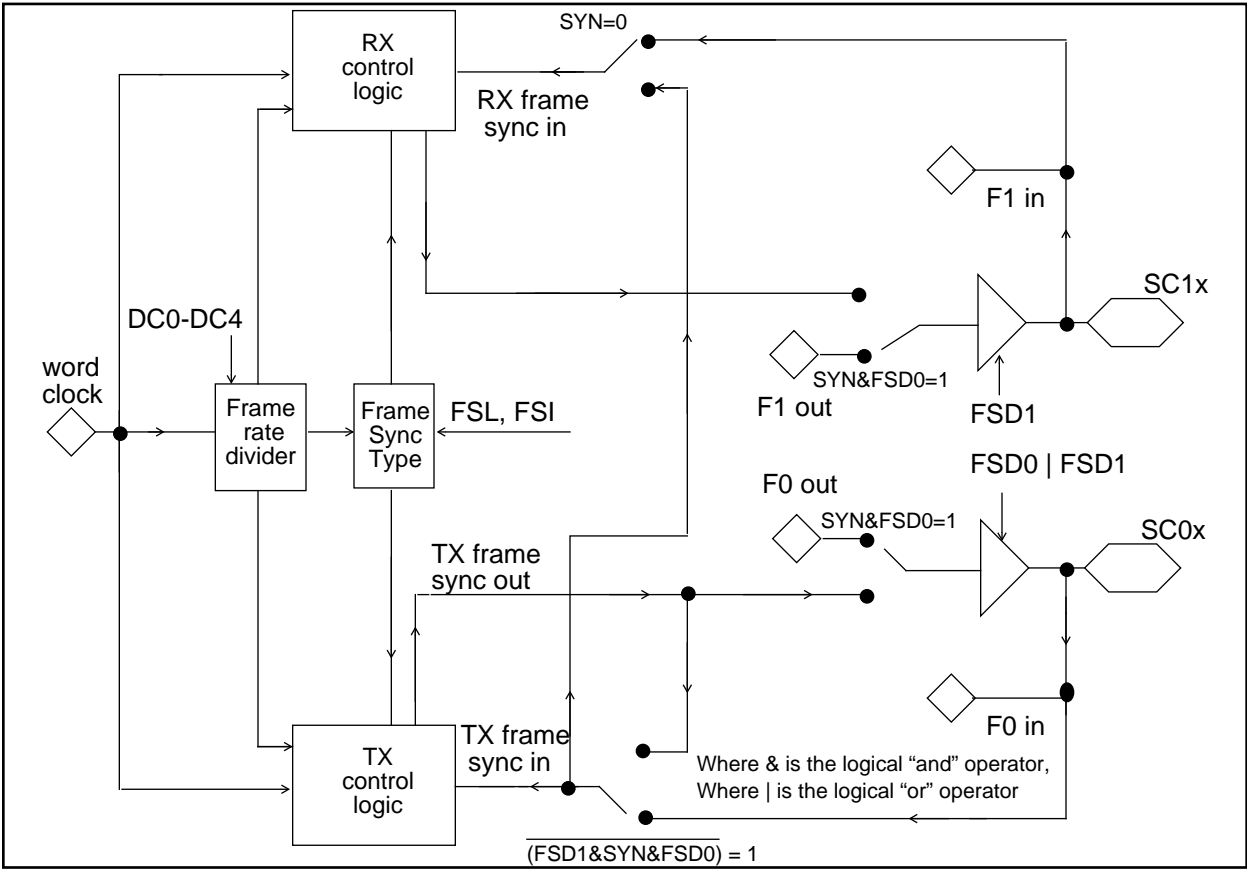 SYN=0
RX
control
logic
RX frame
sync in
F1 in
SC1x
DC0-DC4
word
clock
Frame
rate
divider
Frame
Sync
Type
FSL, FSI
SYN&FSD0=1
F1 out
FSD1
FSD0 | FSD1
F0 out
SYN&FSD0=1
SC0x
TX frame
sync out
F0 in
TX
control
logic
TX frame
sync in
Where & is the logical “and” operator,
Where | is the logical “or” operator
(FSD1&SYN&FSD0) = 1